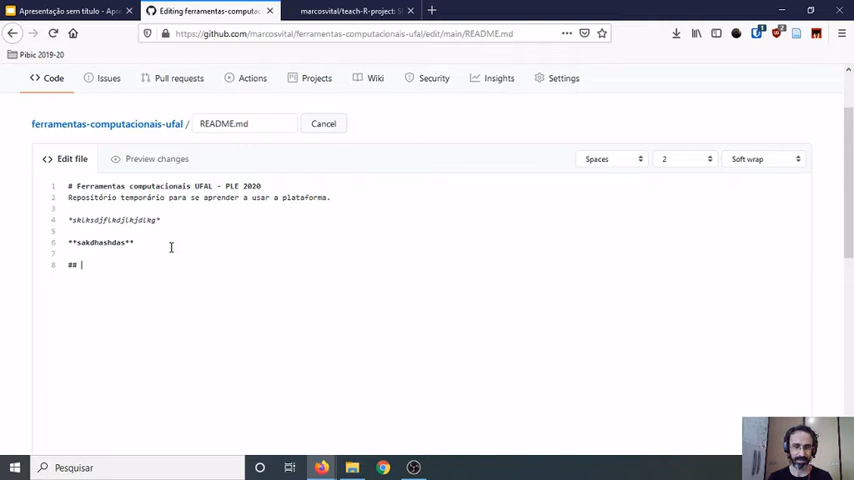 Apresentação sem título - Apre
Editing ferramentas-computac
marcosvital/teach-R-project: S
https://github.com/marcosvital/ferramentas-computacionais-ufal/edit/main/README.md
Pibic 2019-20
Code
Issues
Pull requests
Actions
Projects
Wiki
Security
Insights
Settings
ferramentas-computacionais-ufal / README.md Cancel
Edit file
Preview changes
Spaces
2
Soft wrap
1 # Ferramentas computacionais UFAL - PLE 2020
2 Repositório temporário para se aprender a usar a plataforma.
3
4
5
6 **sakdhashdas**
7
8 ##
Pesquisar